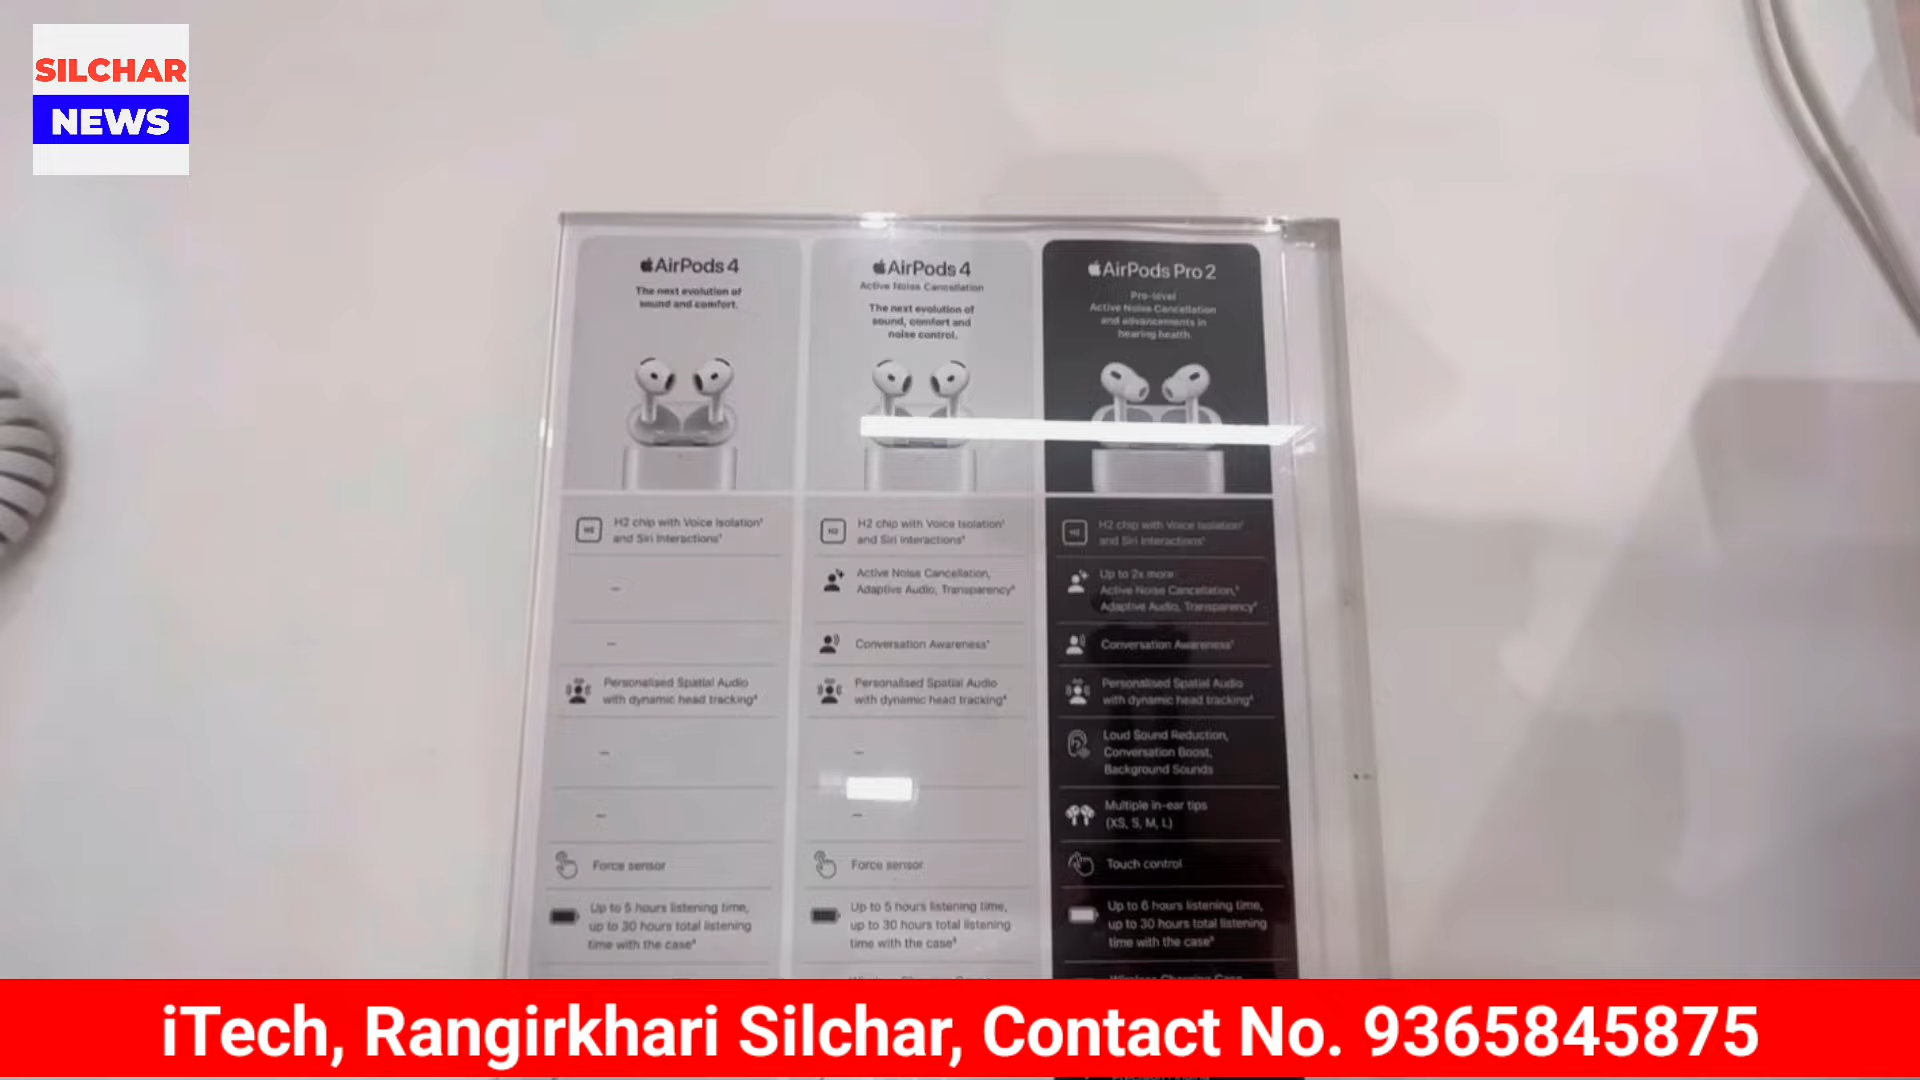 SILCHAR
NEWS
AirPods 4
The next evolution of
sound and comfort.
H2 chip with Voice Isolation¹
and Siri Interactions¹
–
–
Personalised Spatial Audio
with dynamic head tracking⁴
–
–
Force sensor
Up to 5 hours listening time,
up to 30 hours total listening
time with the case³
AirPods 4
Active Noise Cancellation
The next evolution of
sound, comfort and
noise control.
H2
H2 chip with Voice Isolation¹
and Siri Interactions¹
Active Noise Cancellation,
Adaptive Audio, Transparency¹
Conversation Awareness¹
Personalised Spatial Audio
with dynamic head tracking⁴
–
–
Force sensor
Up to 5 hours listening time,
up to 30 hours total listening
time with the case³
AirPods Pro 2
Pro-level
Active Noise Cancellation
and advancements in
hearing health.
H2
H2 chip with Voice Isolation¹
and Siri Interactions¹
Up to 2x more
Active Noise Cancellation,
Adaptive Audio, Transparency¹
Conversation Awareness¹
Personalised Spatial Audio
with dynamic head tracking⁴
Loud Sound Reduction,
Conversation Boost,
Background Sounds
Multiple in-ear tips
(XS, S, M, L)
Touch control
Up to 6 hours listening time,
up to 30 hours total listening
time with the case³
Wireless Charging Case
iTech, Rangirkhari Silchar, Contact No. 9365845875